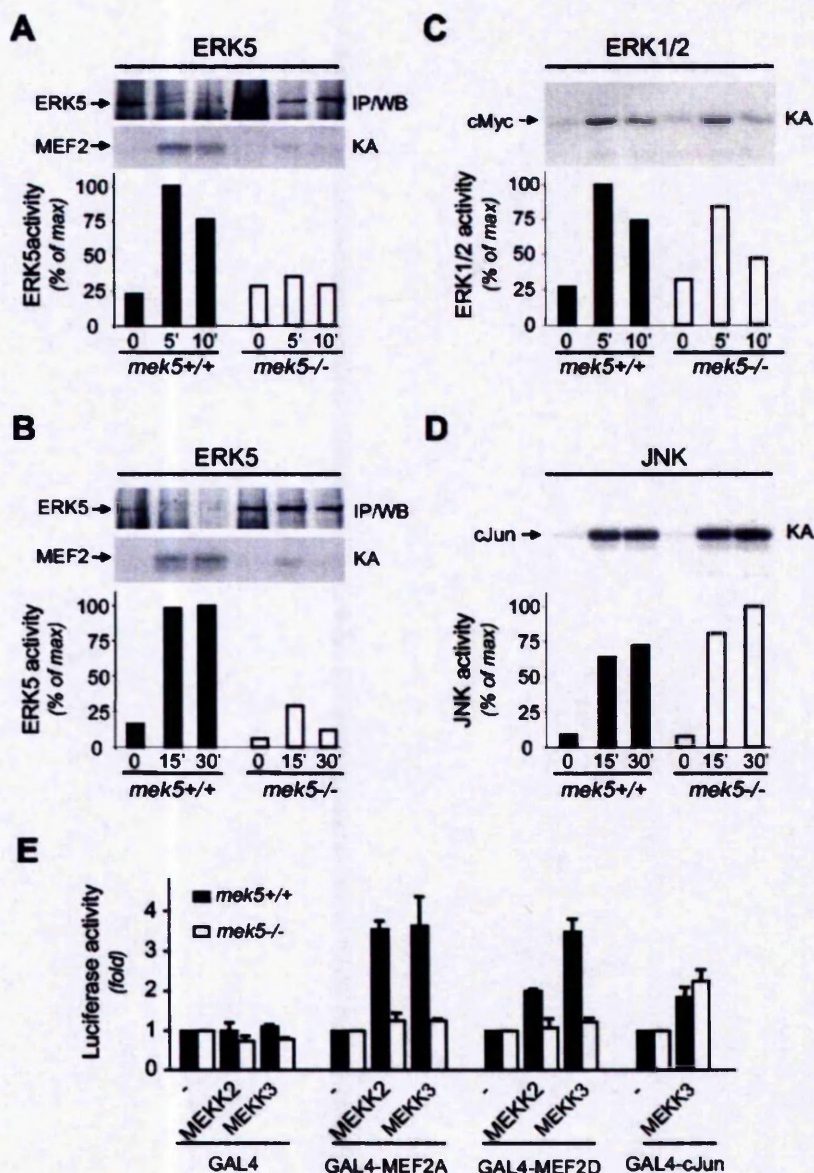 A
ERK5
ERK5 IP/WB
MEF2 KA
ERK5activity
(% of max)
100
75
50
25
0
0 5' 10' 0 5' 10'
mek5+/+ mek5-/-
C
ERK1/2
cMyc KA
ERK1/2 activity
(% of max)
100
75
50
25
0
0 5' 10' 0 5' 10'
mek5+/+ mek5-/-
B
ERK5
ERK5 IP/WB
MEF2 KA
ERK5 activity
(% of max)
100
75
50
25
0
0 15' 30' 0 15' 30'
mek5+/+ mek5-/-
D
JNK
cJun KA
JNK activity
(% of max)
100
75
50
25
0
0 15' 30' 0 15' 30'
mek5+/+ mek5-/-
E
Luciferase activity
(fold)
4
3
2
1
0
mek5+/+
mek5-/-
- MEKK2 MEKK3 - MEKK2 MEKK3 - MEKK2 MEKK3 - MEKK3
GAL4 GAL4-MEF2A GAL4-MEF2D GAL4-cJun